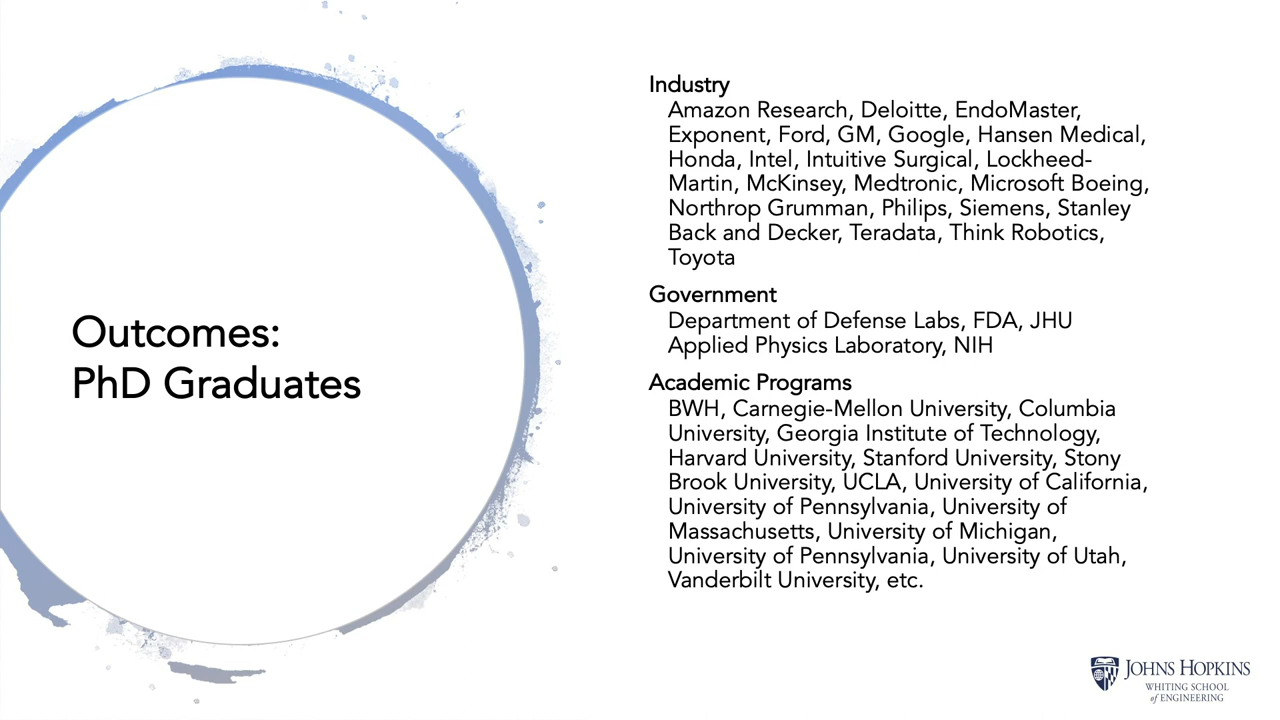 Outcomes:
PhD Graduates
Industry
Amazon Research, Deloitte, EndoMaster,
Exponent, Ford, GM, Google, Hansen Medical,
Honda, Intel, Intuitive Surgical, Lockheed-
Martin, McKinsey, Medtronic, Microsoft Boeing,
Northrop Grumman, Philips, Siemens, Stanley
Back and Decker, Teradata, Think Robotics,
Toyota
Government
Department of Defense Labs, FDA, JHU
Applied Physics Laboratory, NIH
Academic Programs
BWH, Carnegie-Mellon University, Columbia
University, Georgia Institute of Technology,
Harvard University, Stanford University, Stony
Brook University, UCLA, University of California,
University of Pennsylvania, University of
Massachusetts, University of Michigan,
University of Pennsylvania, University of Utah,
Vanderbilt University, etc.
JOHNS HOPKINS
WHITING SCHOOL
of ENGINEERING